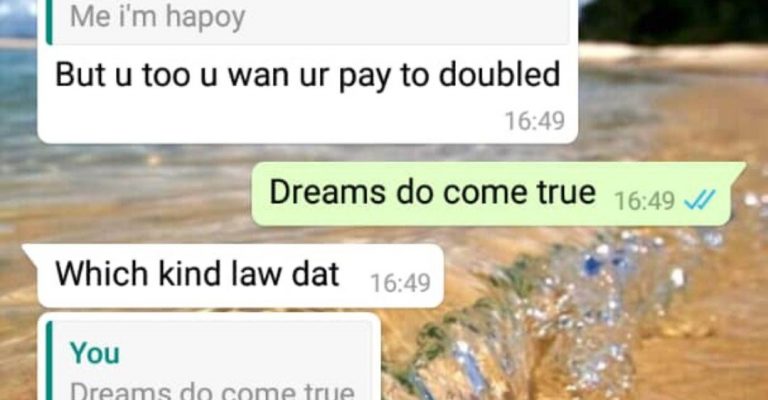 Me i'm hapoy
But u too u wan ur pay to doubled
16:49
Dreams do come true 16:49
Which kind law dat 16:49
You
Dreams do come true